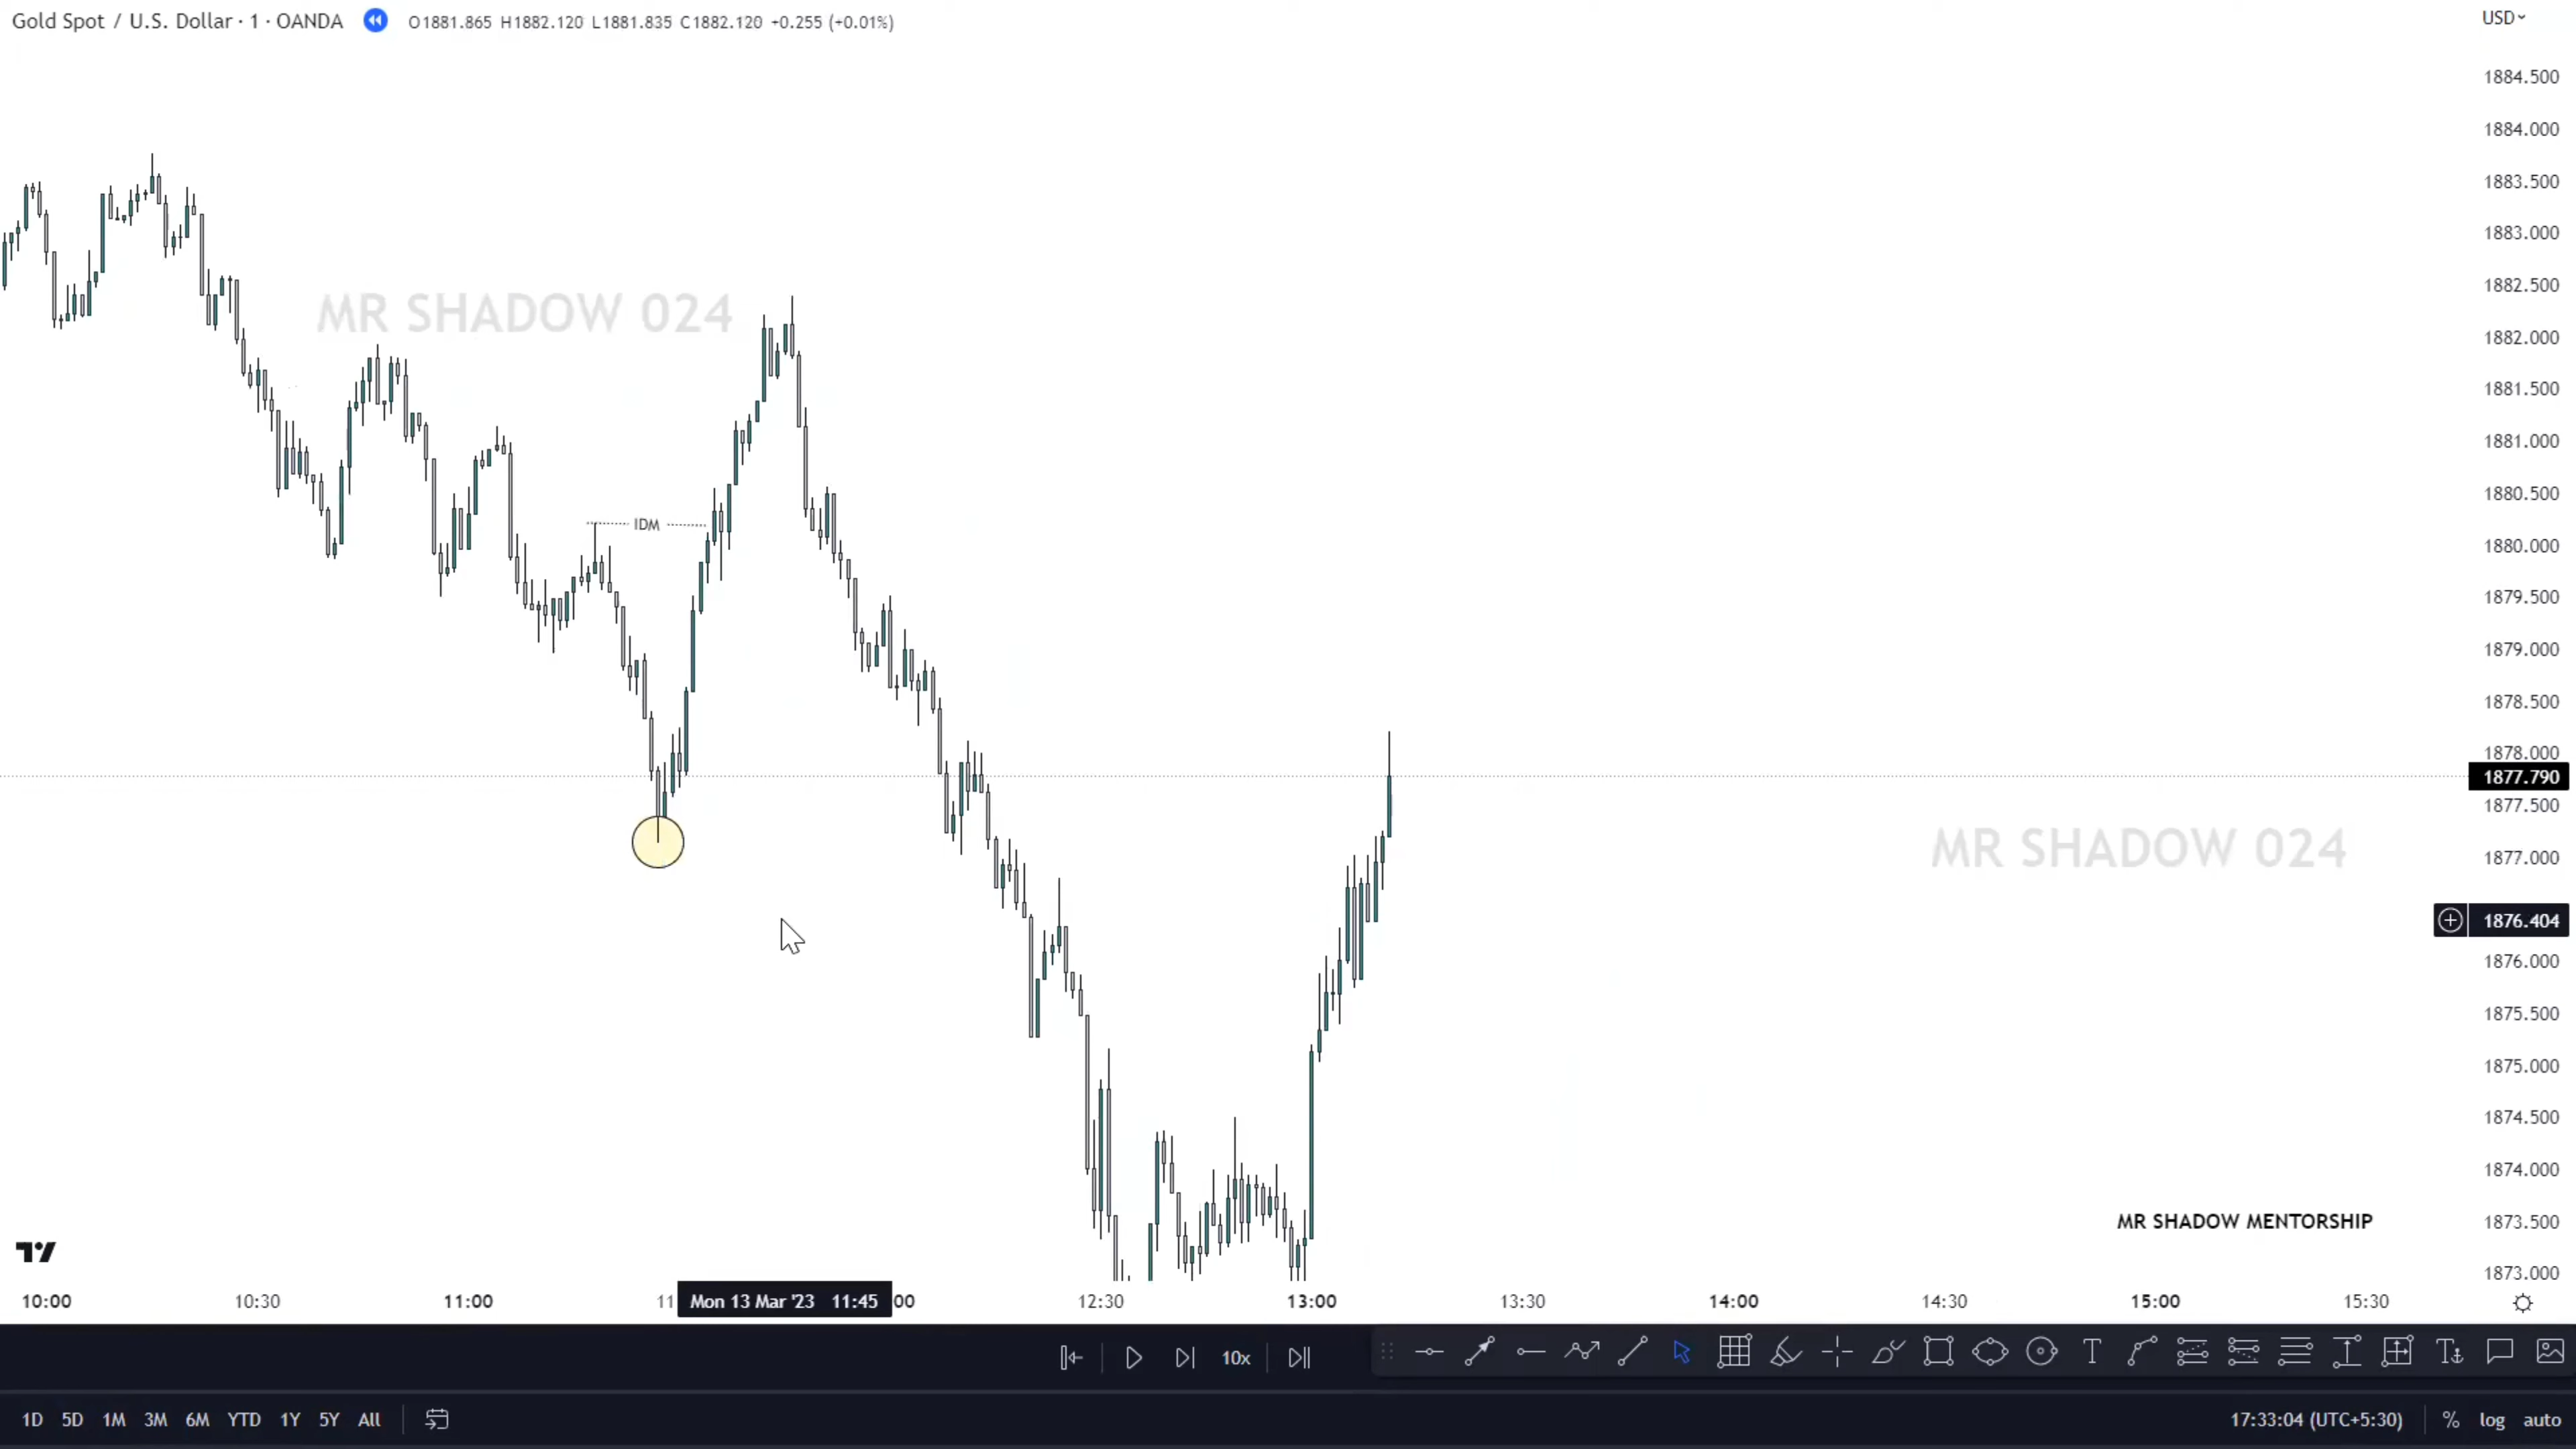 Gold Spot / U.S. Dollar · 1 · OANDA O1881.865 H1882.120 L1881.835 C1882.120 +0.255 (+0.01%)
USD
1884.500
1884.000
1883.500
1883.000
1882.500
MR SHADOW 024
1882.000
1881.500
1881.000
1880.500
IDM
1880.000
1879.500
1879.000
1878.500
1878.000
1877.790
1877.500
MR SHADOW 024
1877.000
1876.404
1876.000
1875.500
1875.000
1874.500
1874.000
MR SHADOW MENTORSHIP
1873.500
1873.000
10:00 10:30 11:00 11 Mon 13 Mar '23 11:45 00 12:30 13:00 13:30 14:00 14:30 15:00 15:30
10x
1D 5D 1M 3M 6M YTD 1Y 5Y All
17:33:04 (UTC+5:30) % log auto